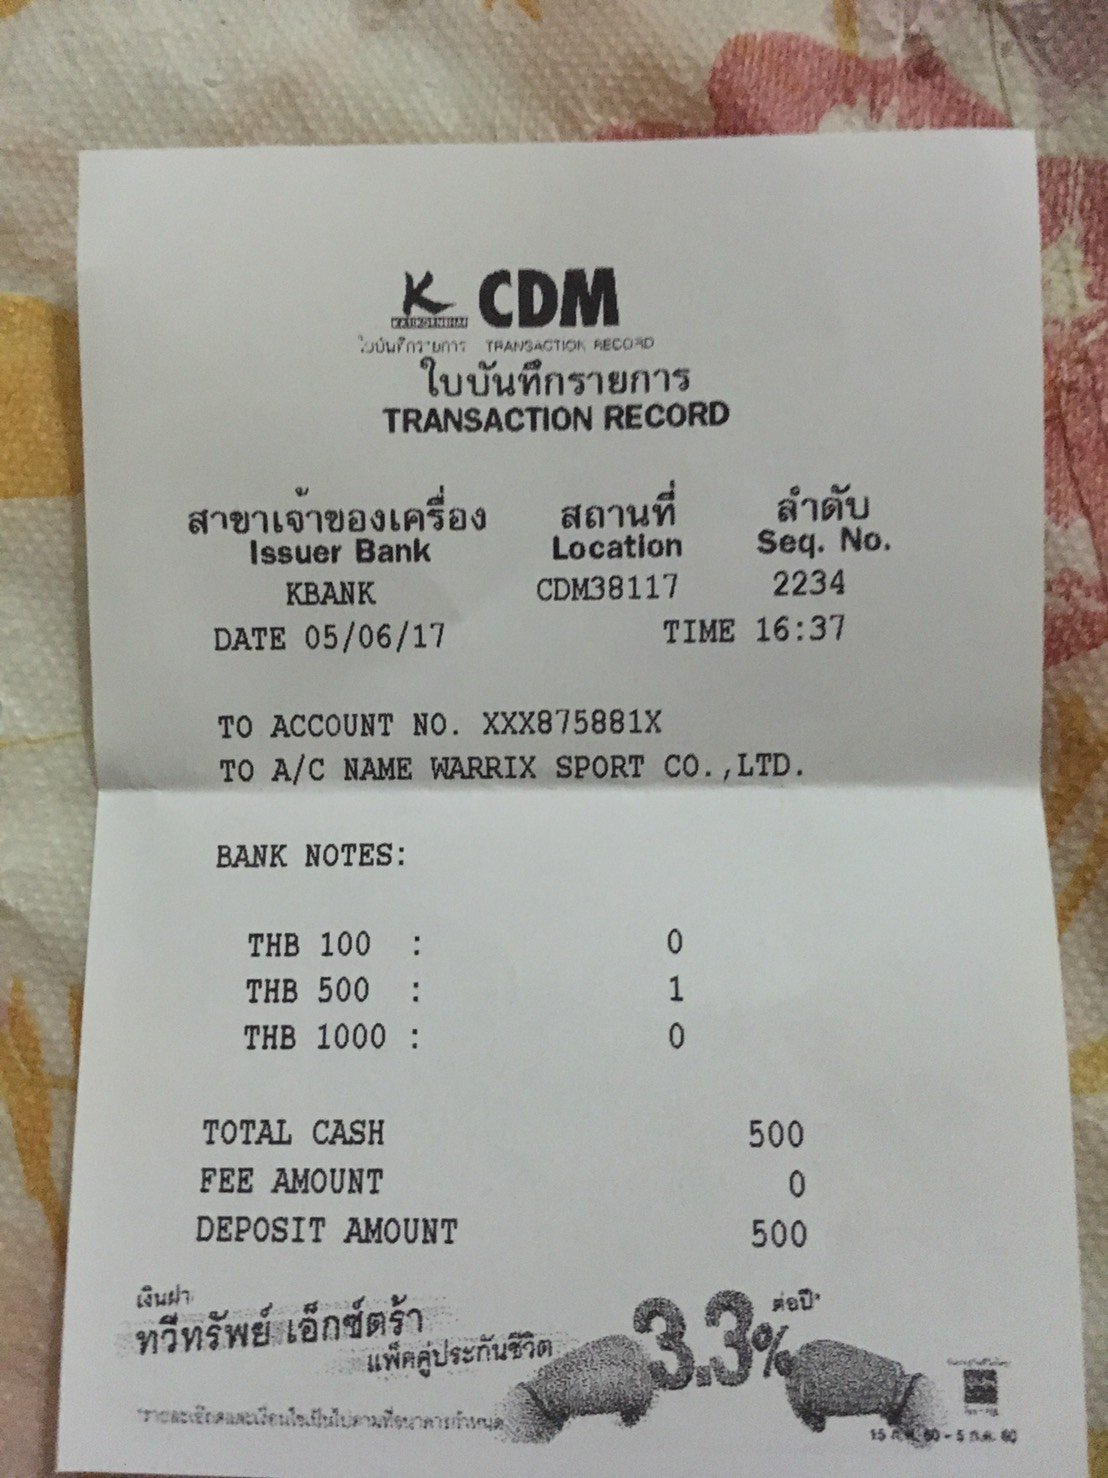 K CDM
ใบบันทึกรายการ TRANSACTION RECORD
ใบบันทึกรายการ
TRANSACTION RECORD
สาขาเจ้าของเครื่อง สถานที่ ลำดับ
Issuer Bank Location Seq. No.
KBANK CDM38117 2234
DATE 05/06/17 TIME 16:37
TO ACCOUNT NO. XXX875881X
TO A/C NAME WARRIX SPORT CO.,LTD.
BANK NOTES:
THB 100 : 0
THB 500 : 1
THB 1000 : 0
TOTAL CASH 500
FEE AMOUNT 0
DEPOSIT AMOUNT 500
เงินฝาก
ทวีทรัพย์ เอ็กซ์ตร้า
แพ็คคู่ประกันชีวิต
3.3% ต่อปี*
*รายละเอียดและเงื่อนไขเป็นไปตามที่ธนาคารกำหนด
- 5 ก.ค. 60